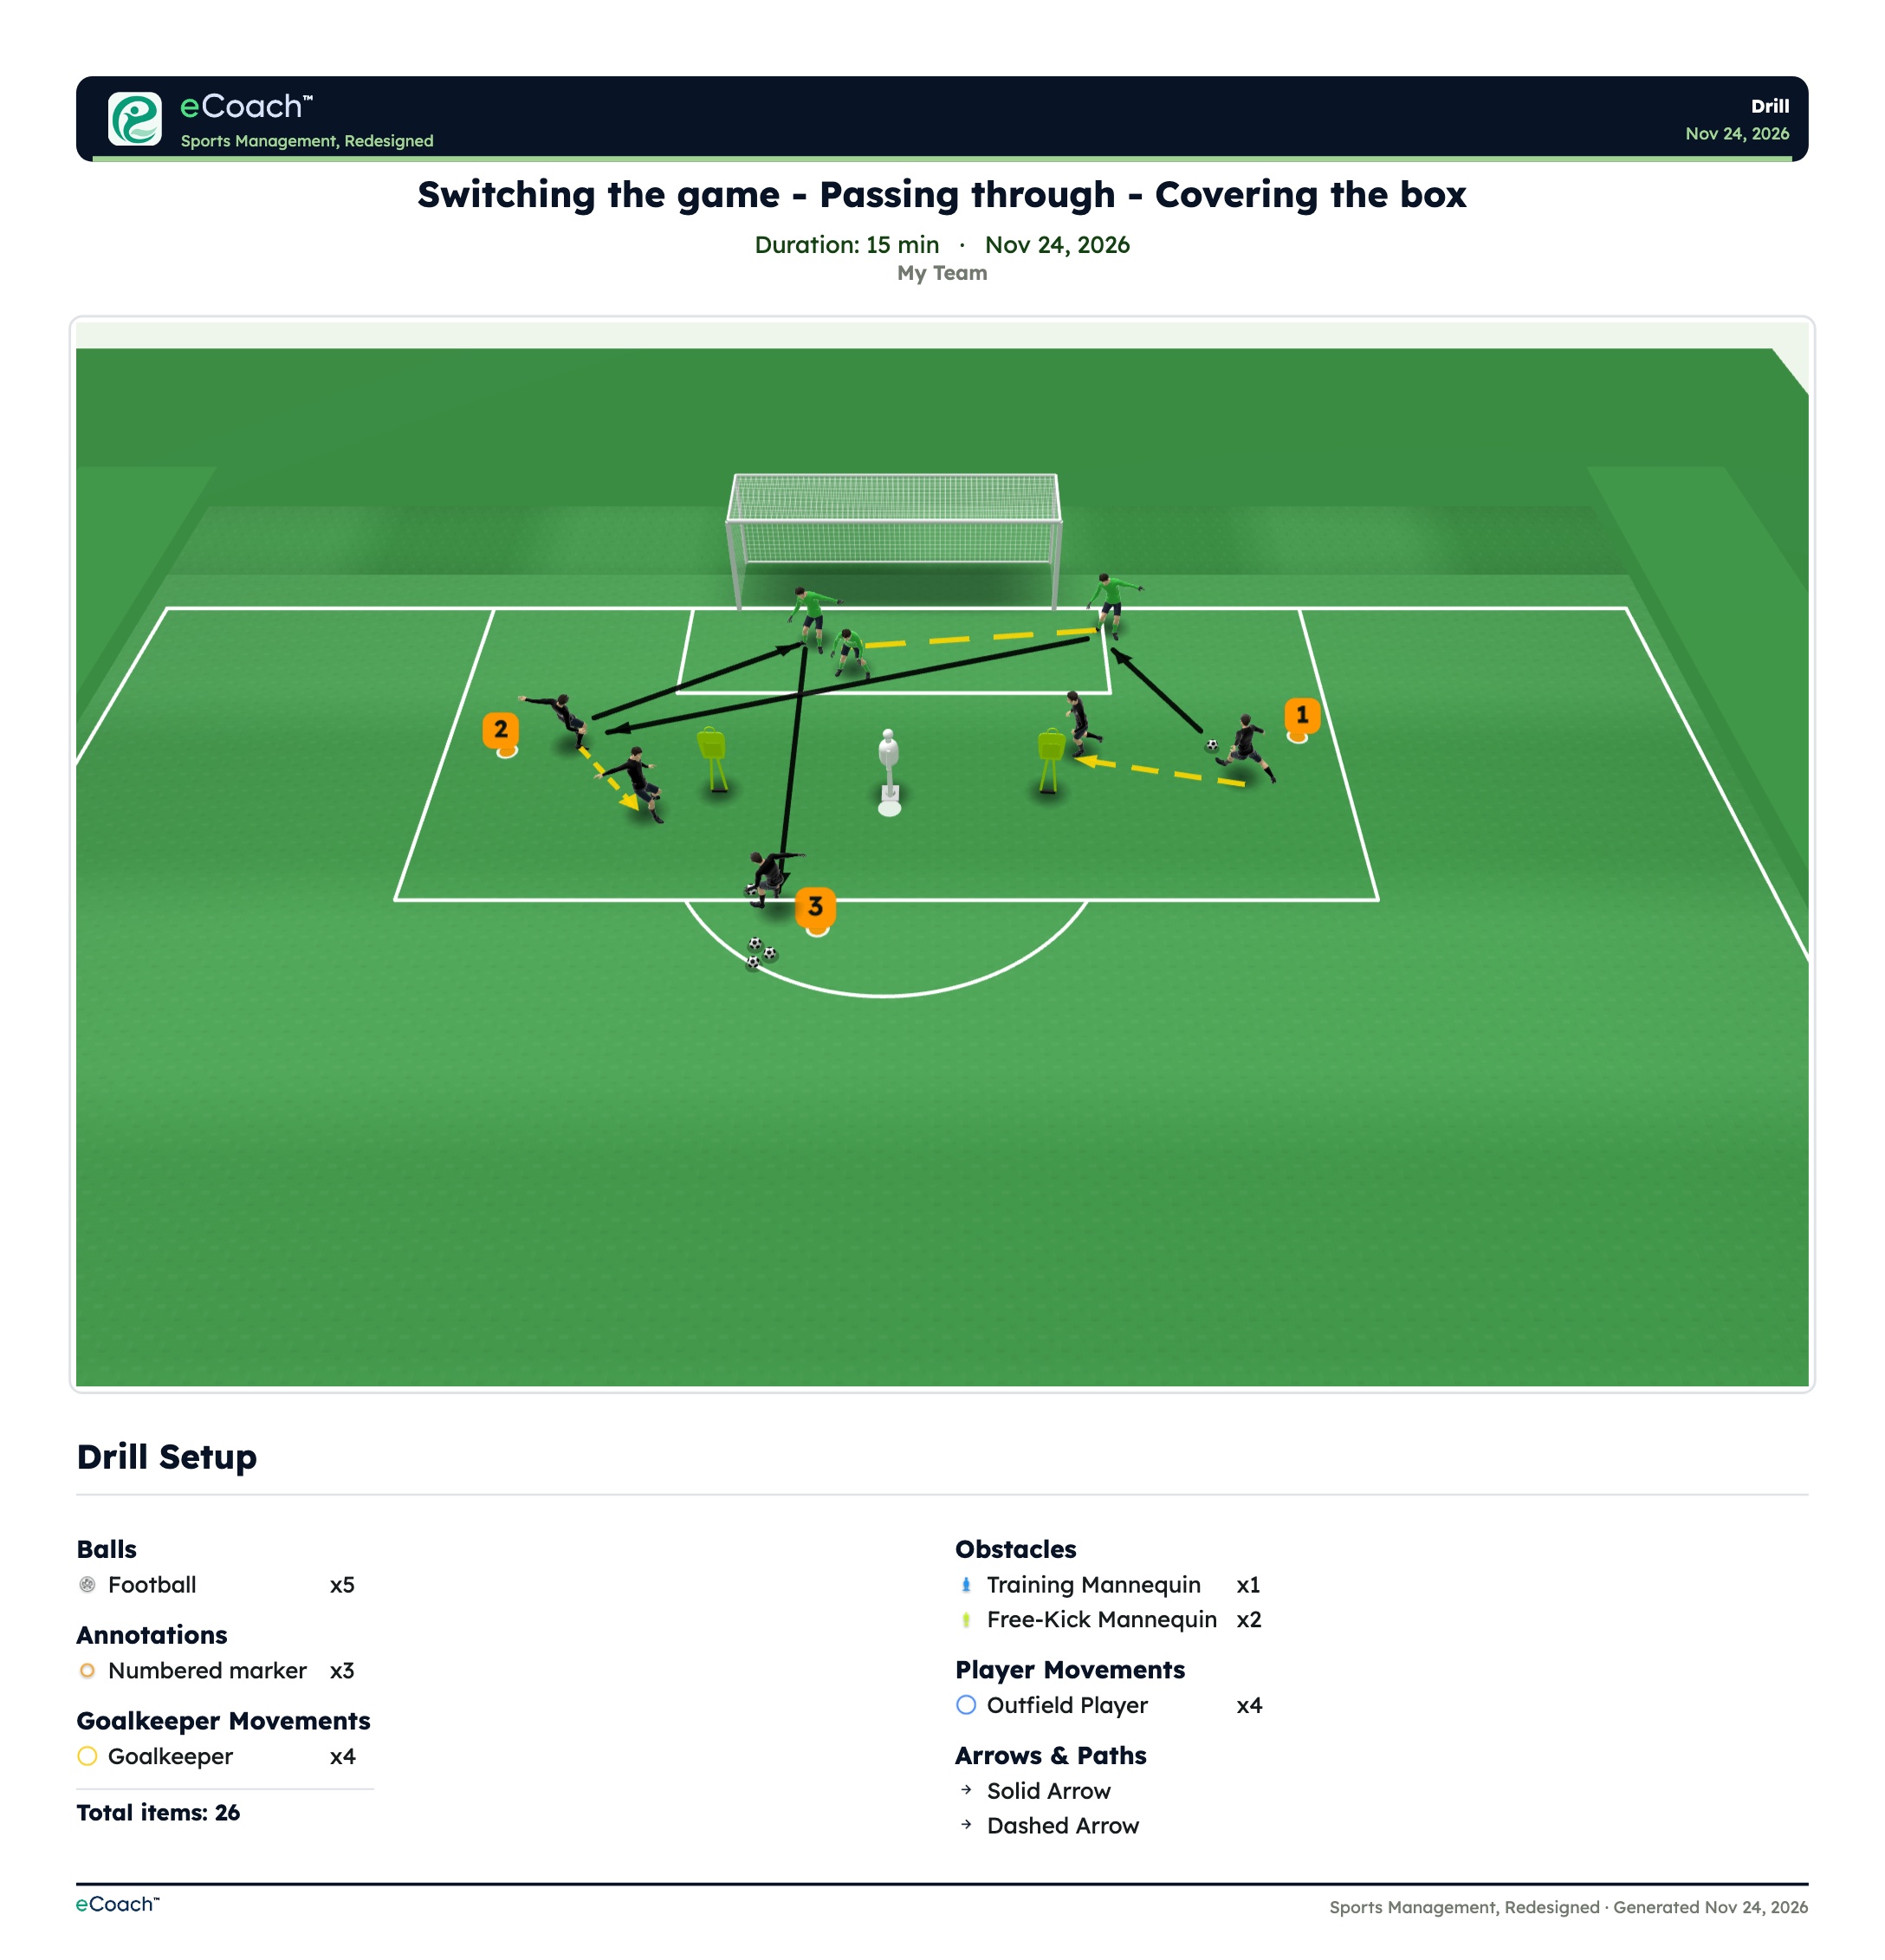 eCoach™
Sports Management, Redesigned
Drill
Nov 24, 2026
Switching the game - Passing through - Covering the box
Duration: 15 min · Nov 24, 2026
My Team
1
2
3
Drill Setup
Balls
Football x5
Annotations
Numbered marker x3
Goalkeeper Movements
Goalkeeper x4
Total items: 26
Obstacles
Training Mannequin x1
Free-Kick Mannequin x2
Player Movements
Outfield Player x4
Arrows & Paths
Solid Arrow
Dashed Arrow
eCoach™
Sports Management, Redesigned · Generated Nov 24, 2026